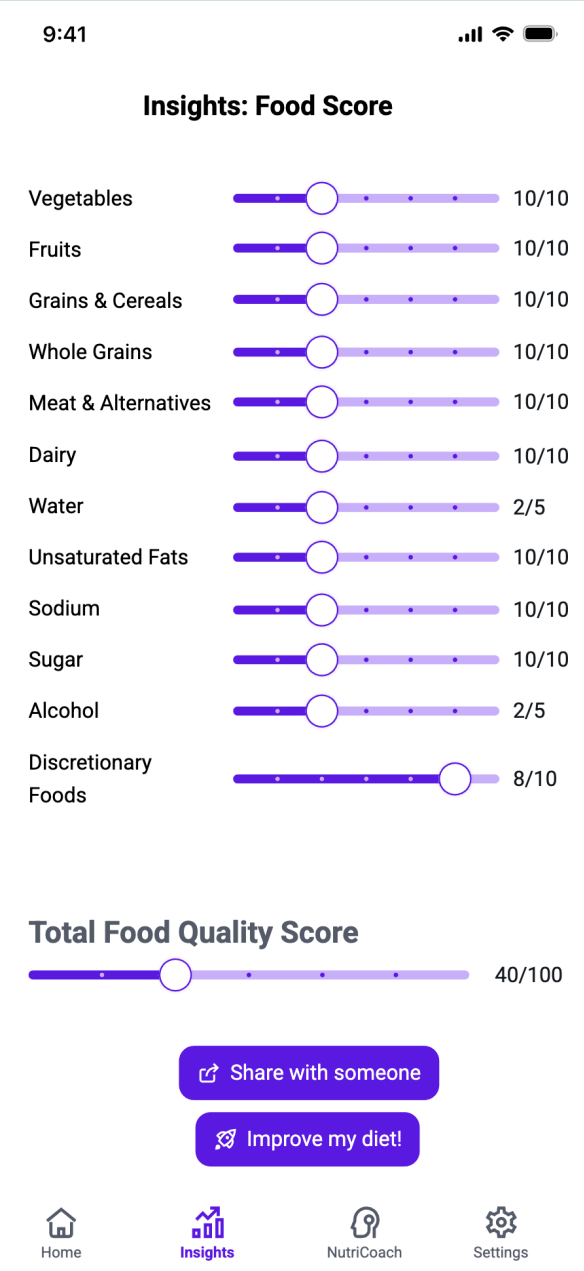 9:41
Insights: Food Score
Vegetables 10/10
Fruits 10/10
Grains & Cereals 10/10
Whole Grains 10/10
Meat & Alternatives 10/10
Dairy 10/10
Water 2/5
Unsaturated Fats 10/10
Sodium 10/10
Sugar 10/10
Alcohol 2/5
Discretionary
Foods 8/10
Total Food Quality Score
40/100
Share with someone
Improve my diet!
Home Insights NutriCoach Settings